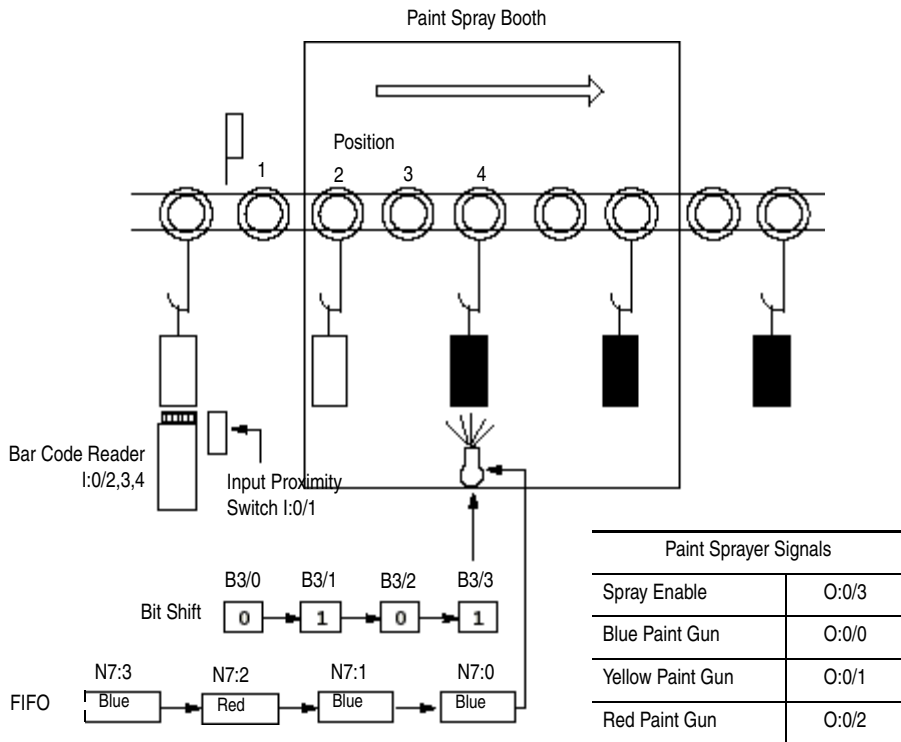 Paint Spray Booth
Position
1
2
3
4
Bar Code Reader
I:0/2,3,4
Input Proximity
Switch I:0/1
B3/0
B3/1
B3/2
B3/3
Bit Shift
0
1
0
1
N7:3
N7:2
N7:1
N7:0
FIFO
Blue
Red
Blue
Blue
Paint Sprayer Signals
Spray Enable O:0/3
Blue Paint Gun O:0/0
Yellow Paint Gun O:0/1
Red Paint Gun O:0/2